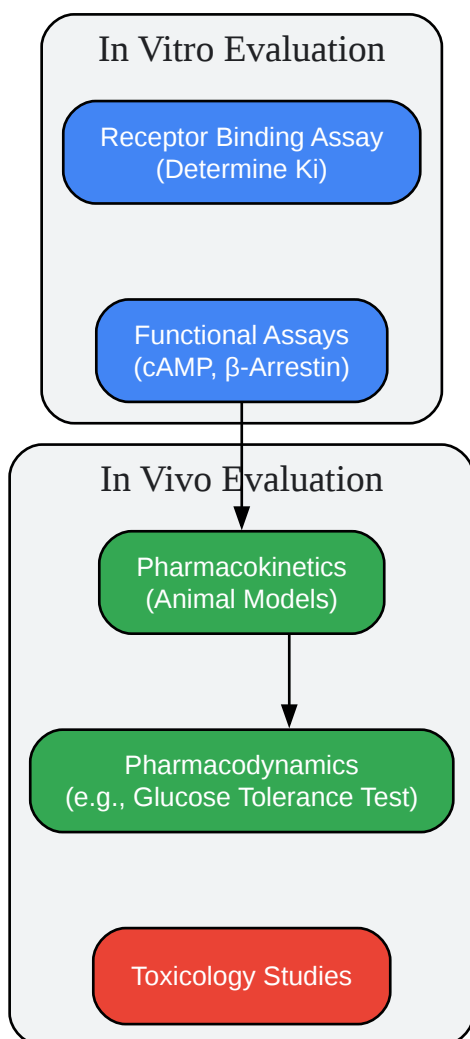 In Vitro Evaluation
Receptor Binding Assay
(Determine Ki)
Functional Assays
(cAMP, β-Arrestin)
In Vivo Evaluation
Pharmacokinetics
(Animal Models)
Pharmacodynamics
(e.g., Glucose Tolerance Test)
Toxicology Studies